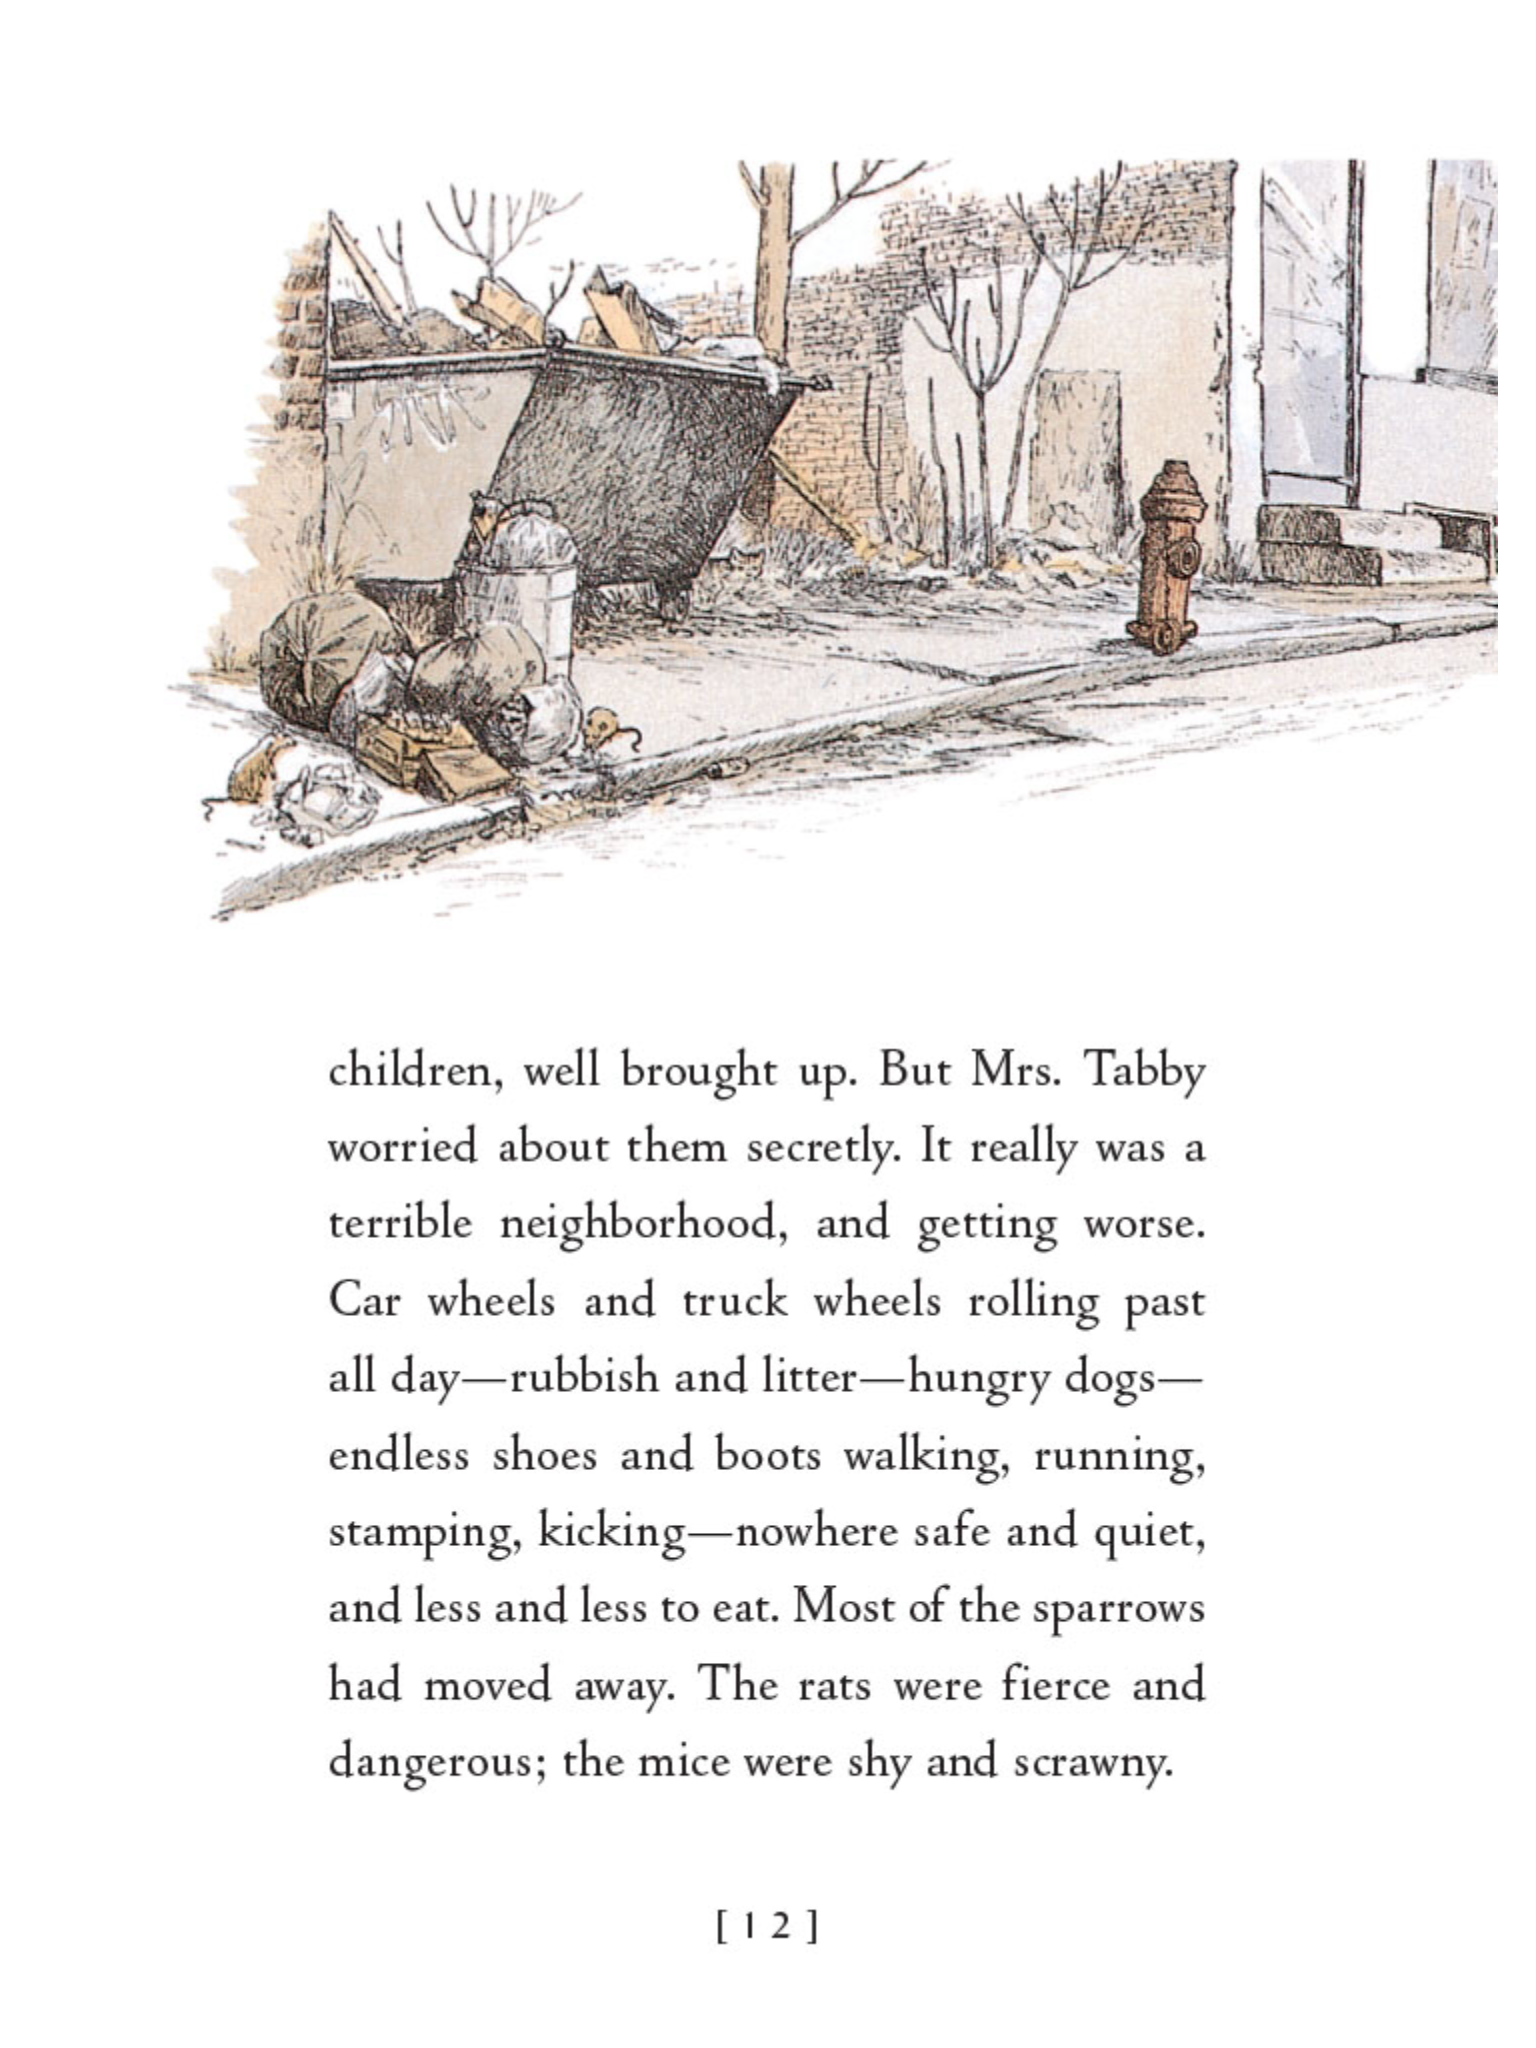 children, well brought up. But Mrs. Tabby
worried about them secretly. It really was a
terrible neighborhood, and getting worse.
Car wheels and truck wheels rolling past
all day—rubbish and litter—hungry dogs—
endless shoes and boots walking, running,
stamping, kicking—nowhere safe and quiet,
and less and less to eat. Most of the sparrows
had moved away. The rats were fierce and
dangerous; the mice were shy and scrawny.
[ 1 2 ]